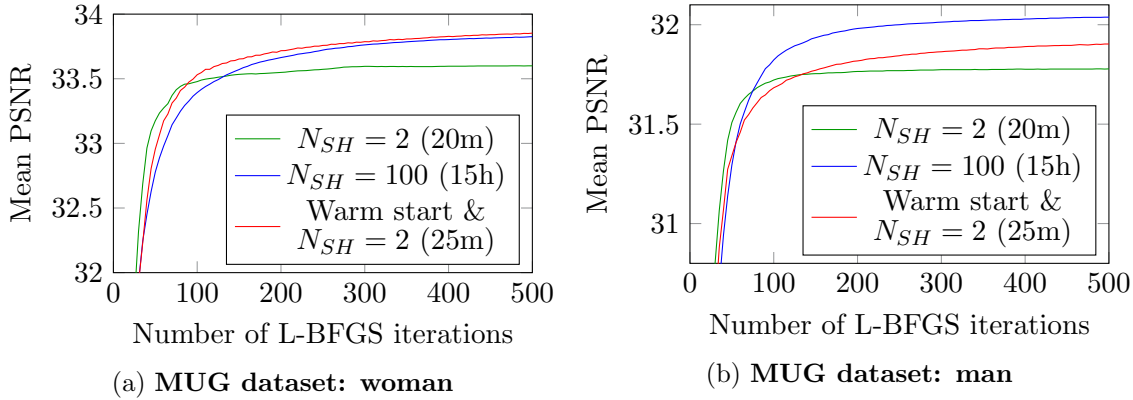 34
33.5
33
32.5
32
Mean PSNR
N_SH = 2 (20m)
N_SH = 100 (15h)
Warm start &
N_SH = 2 (25m)
0 100 200 300 400 500
Number of L-BFGS iterations
(a) MUG dataset: woman
32
31.5
31
Mean PSNR
N_SH = 2 (20m)
N_SH = 100 (15h)
Warm start &
N_SH = 2 (25m)
0 100 200 300 400 500
Number of L-BFGS iterations
(b) MUG dataset: man